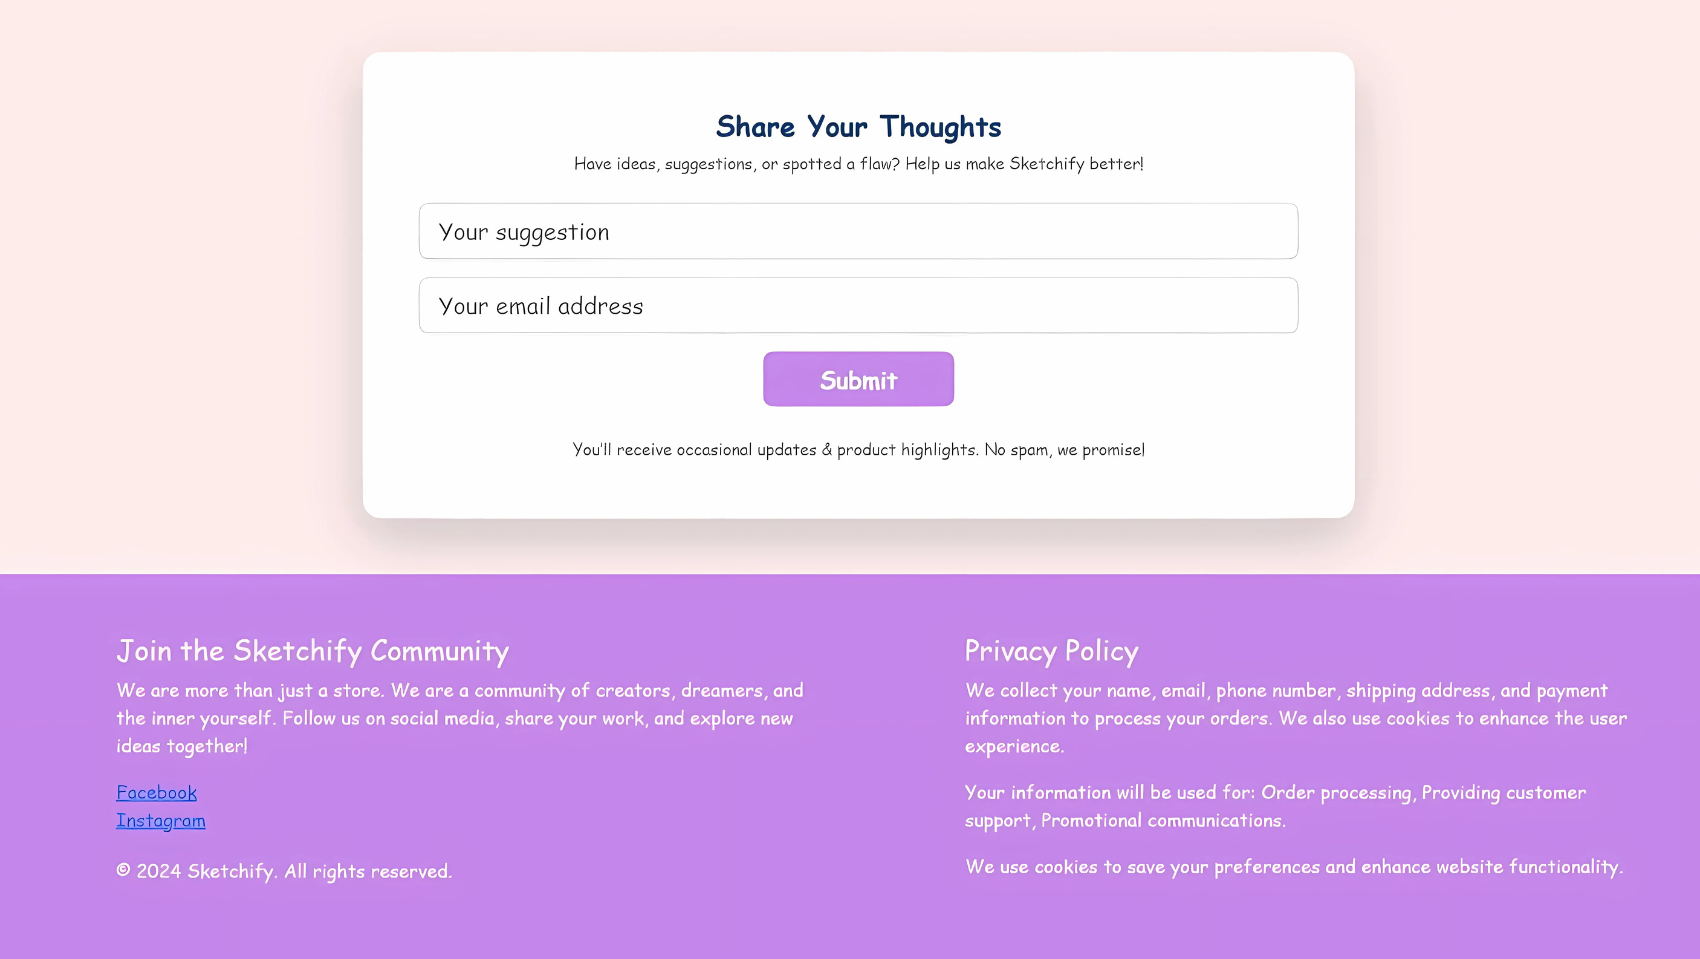 Share Your Thoughts
Have ideas, suggestions, or spotted a flaw? Help us make Sketchify better!
Your suggestion
Your email address
Submit
You'll receive occasional updates & product highlights. No spam, we promise!
Join the Sketchify Community
We are more than just a store. We are a community of creators, dreamers, and
the inner yourself. Follow us on social media, share your work, and explore new
ideas together!
Facebook
Instagram
© 2024 Sketchify. All rights reserved.
Privacy Policy
We collect your name, email, phone number, shipping address, and payment
information to process your orders. We also use cookies to enhance the user
experience.
Your information will be used for: Order processing, Providing customer
support, Promotional communications.
We use cookies to save your preferences and enhance website functionality.